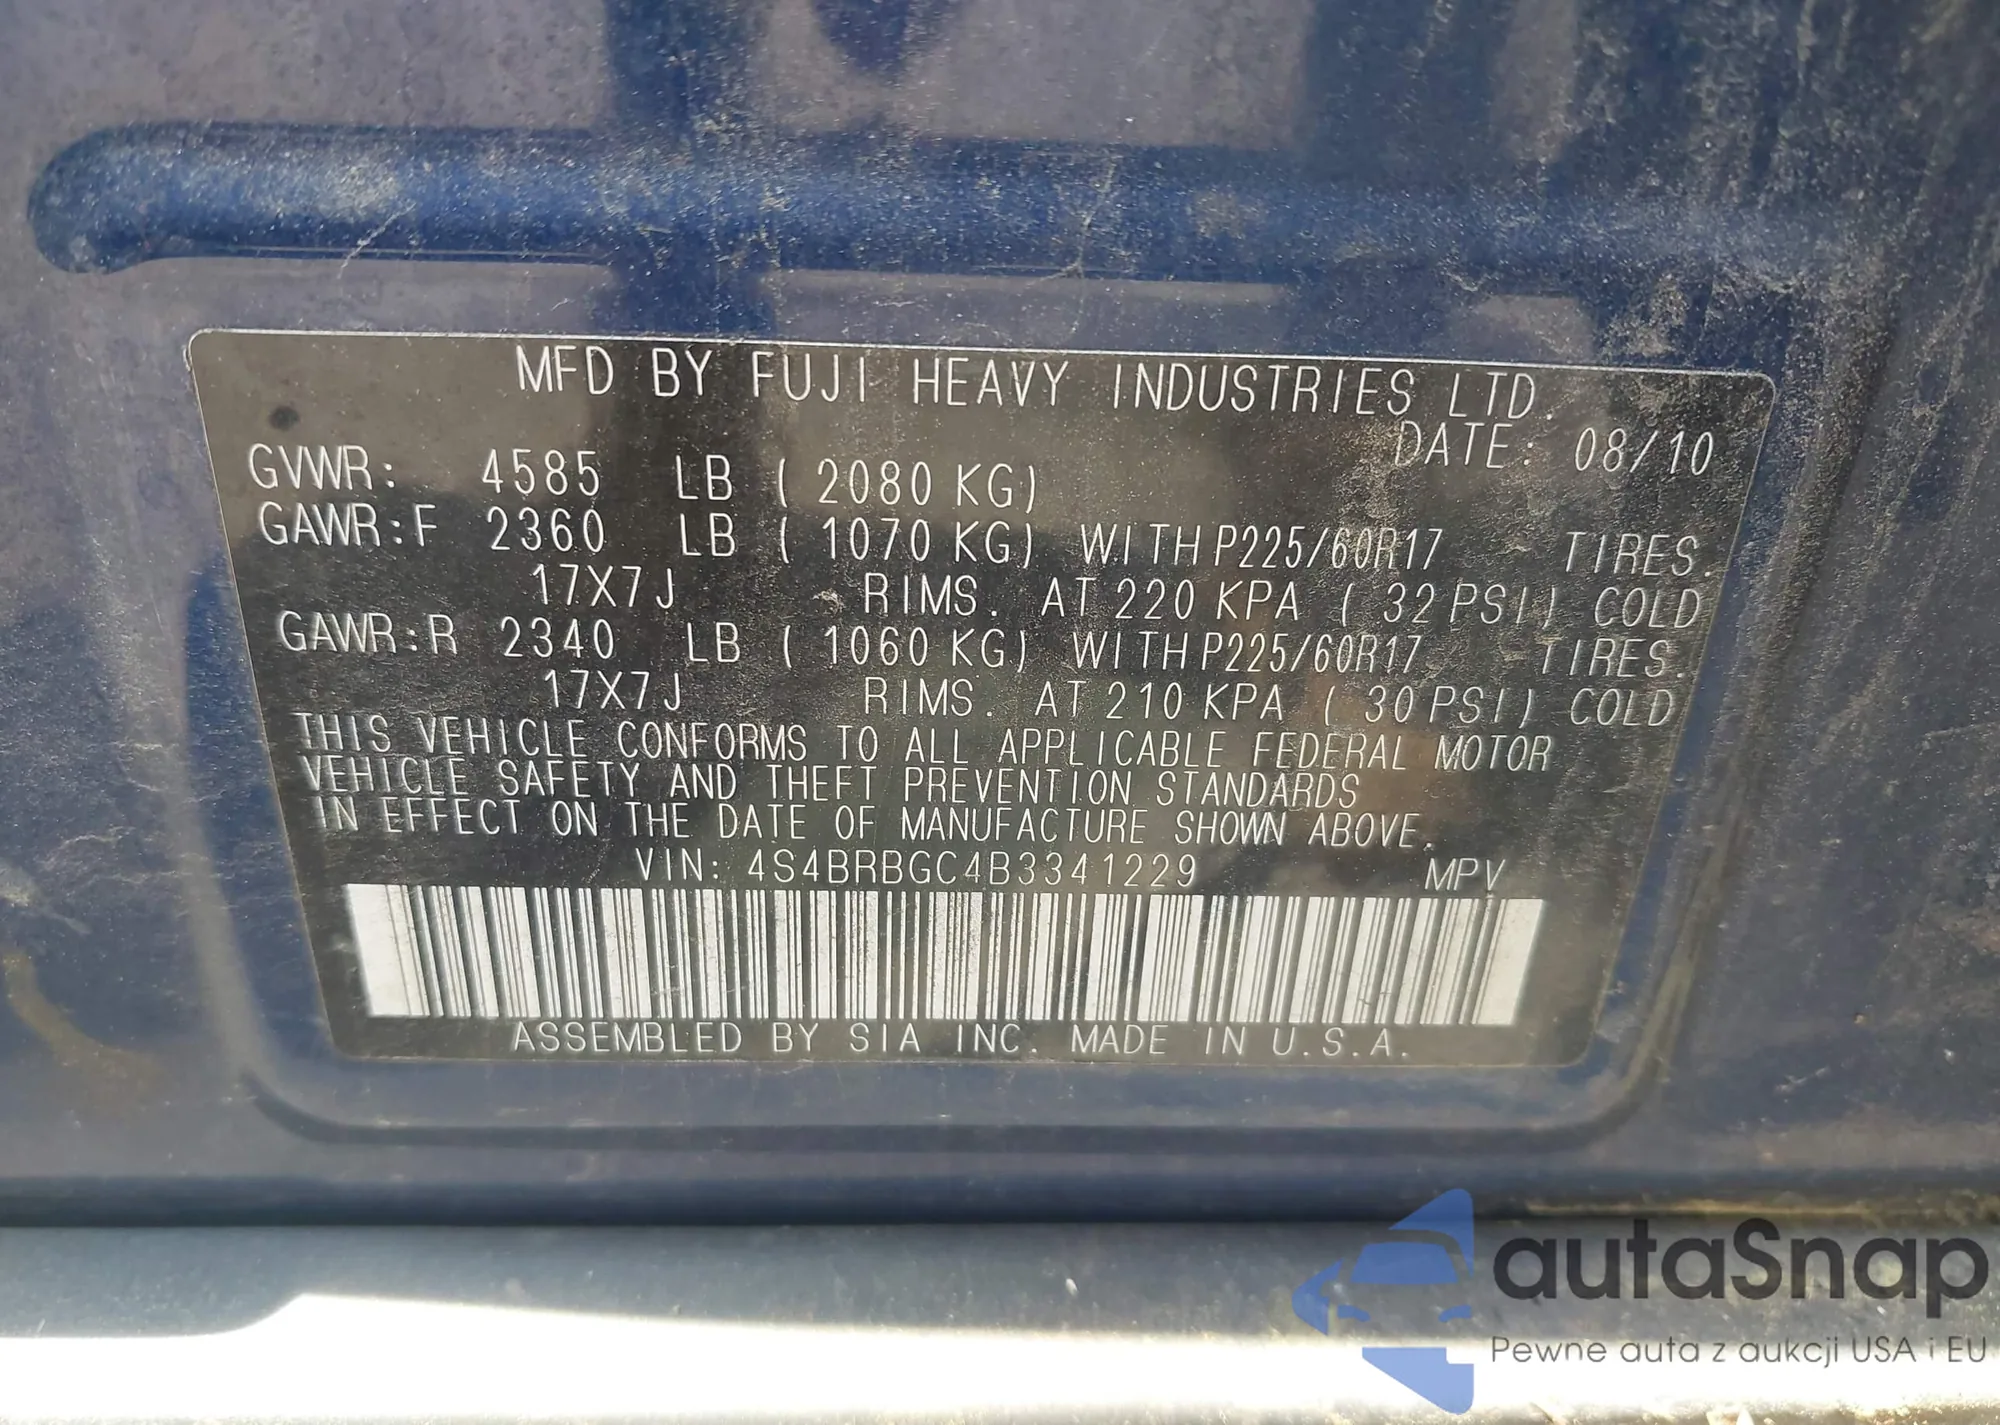 MFD BY FUJI HEAVY INDUSTRIES LTD.
DATE: 08/10
GVWR: 4585 LB ( 2080 KG)
GAWR:F 2360 LB ( 1070 KG) WITH P225/60R17 TIRES.
17X7J RIMS. AT 220 KPA ( 32 PSI) COLD
GAWR:R 2340 LB ( 1060 KG) WITH P225/60R17 TIRES.
17X7J RIMS. AT 210 KPA ( 30 PSI) COLD
THIS VEHICLE CONFORMS TO ALL APPLICABLE FEDERAL MOTOR
VEHICLE SAFETY AND THEFT PREVENTION STANDARDS
IN EFFECT ON THE DATE OF MANUFACTURE SHOWN ABOVE.
VIN: 4S4BRBGC4B3341229 MPV
ASSEMBLED BY SIA INC. MADE IN U.S.A.
autaSnap
Pewne auta z aukcji USA i EU